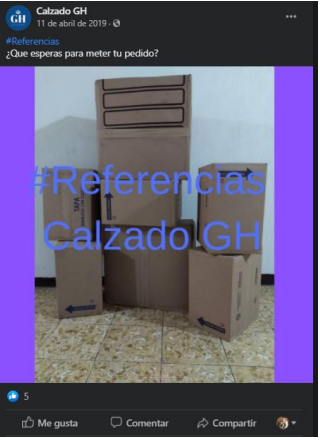 GH
Calzado GH
11 de abril de 2019 ·
#Referencias
¿Que esperas para meter tu pedido?
TAPA
#Referencias
Calzado GH
5
Me gusta
Comentar
Compartir